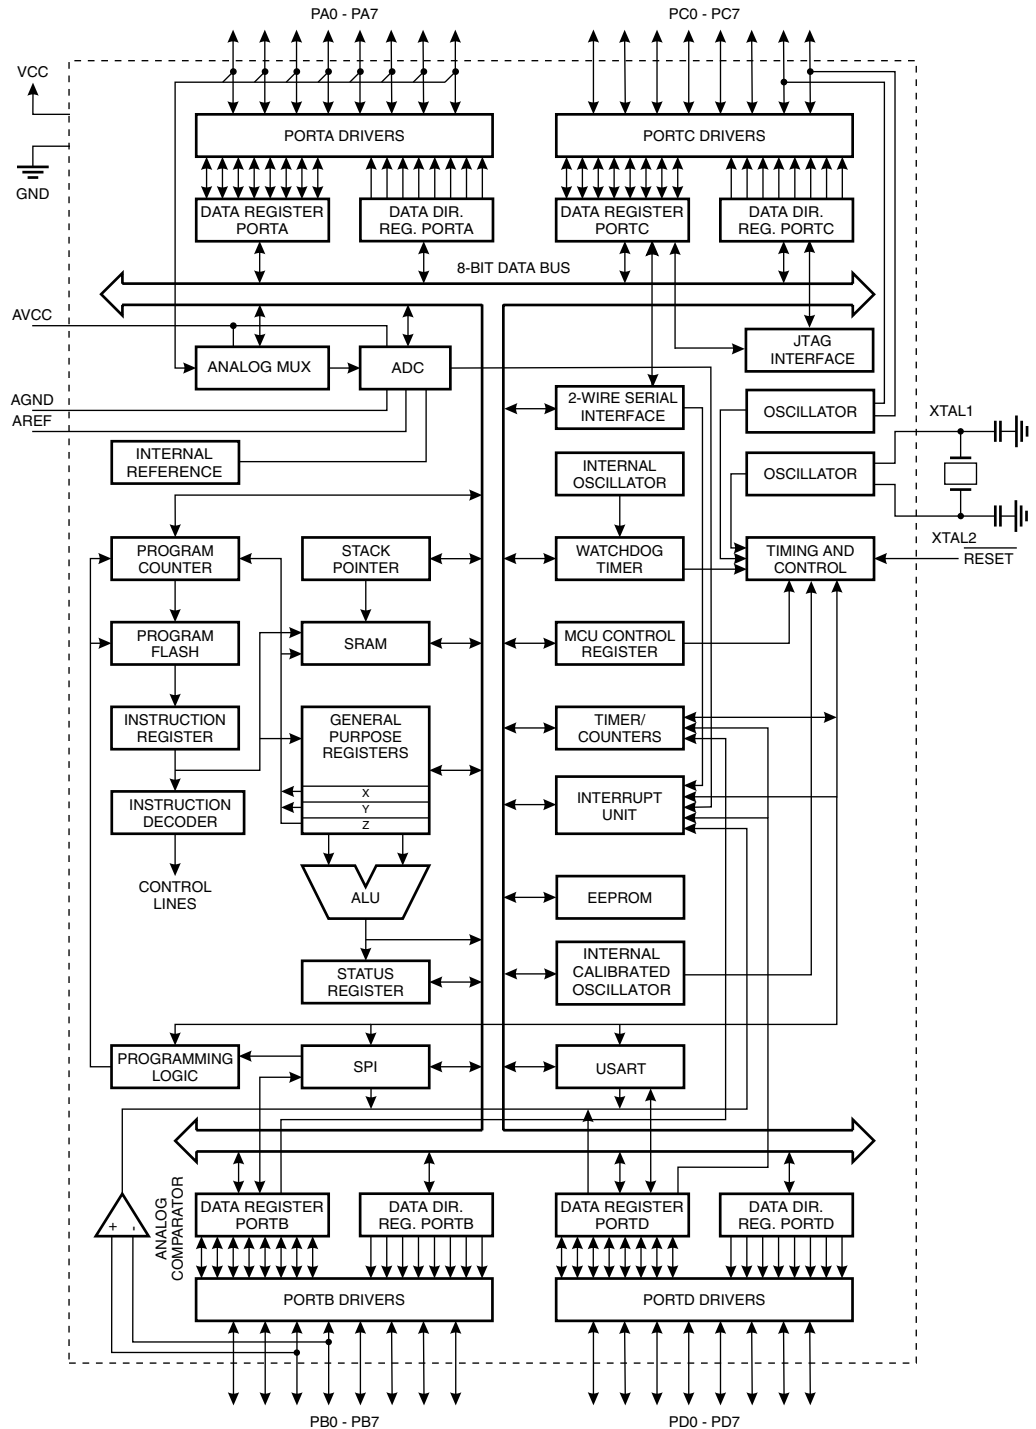 PA0 - PA7
PC0 - PC7
VCC
GND
PORTA DRIVERS
PORTC DRIVERS
DATA REGISTER
PORTA
DATA DIR.
REG. PORTA
DATA REGISTER
PORTC
DATA DIR.
REG. PORTC
8-BIT DATA BUS
AVCC
ANALOG MUX
ADC
JTAG
INTERFACE
AGND
AREF
2-WIRE SERIAL
INTERFACE
OSCILLATOR
XTAL1
INTERNAL
REFERENCE
INTERNAL
OSCILLATOR
OSCILLATOR
XTAL2
RESET
PROGRAM
COUNTER
STACK
POINTER
WATCHDOG
TIMER
TIMING AND
CONTROL
PROGRAM
FLASH
SRAM
MCU CONTROL
REGISTER
INSTRUCTION
REGISTER
GENERAL
PURPOSE
REGISTERS
X
Y
Z
TIMER/
COUNTERS
INSTRUCTION
DECODER
INTERRUPT
UNIT
CONTROL
LINES
ALU
EEPROM
STATUS
REGISTER
INTERNAL
CALIBRATED
OSCILLATOR
PROGRAMMING
LOGIC
SPI
USART
+
-
ANALOG
COMPARATOR
DATA REGISTER
PORTB
DATA DIR.
REG. PORTB
DATA REGISTER
PORTD
DATA DIR.
REG. PORTD
PORTB DRIVERS
PORTD DRIVERS
PB0 - PB7
PD0 - PD7